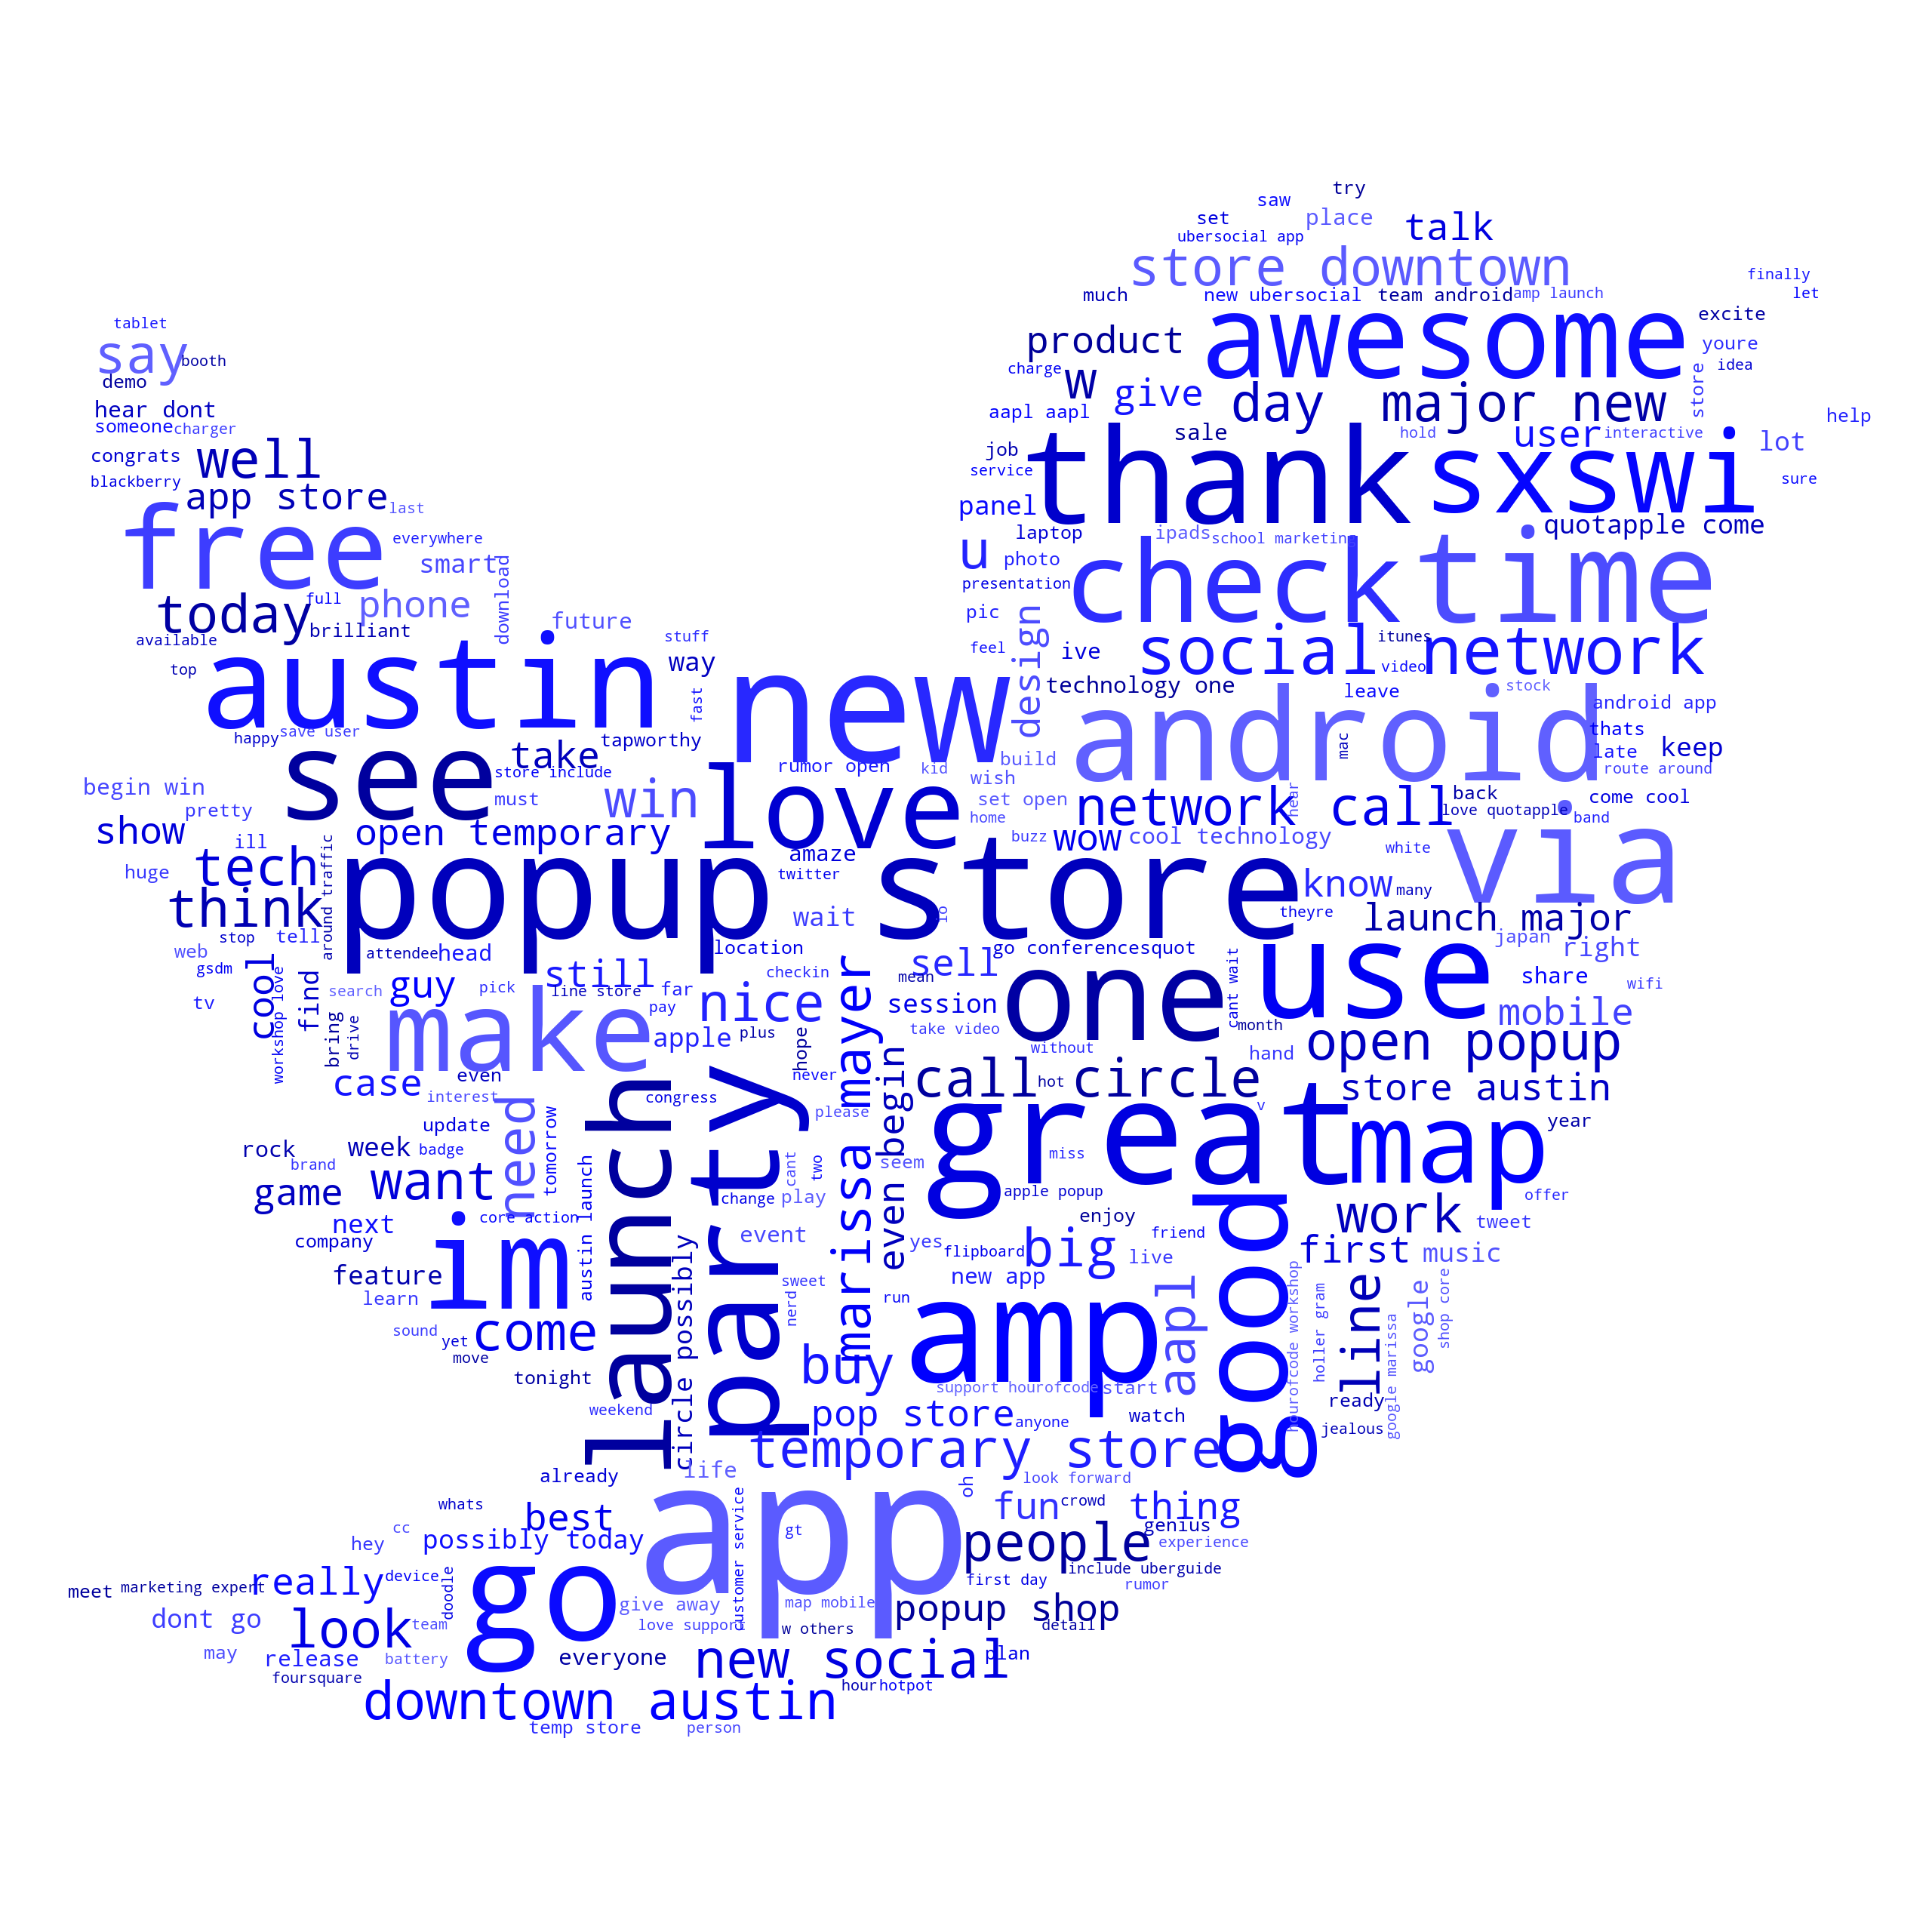 try
saw
set
place
talk
ubersocial app
store downtown
finally
let
much
new ubersocial
team android
amp launch
awesome
excite
tablet
say
booth
product
youre
idea
charge
demo
w
give
day
major new
store
hear dont
aapl aapl
help
someone
charger
sale
hold
user
interactive
lot
congrats
well
job
thank
sxswi
service
blackberry
sure
app store
last
panel
quotapple come
free
everywhere
laptop
ipads
school marketing
u
photo
check
time
smart
download
presentation
today
full
phone
pic
design
brilliant
future
available
stuff
feel
ive
social
itunes
video
network
top
austin
way
new
technology one
leave
stock
fast
android
android app
happy
save user
thats
see
take
tapworthy
build
mac
late
keep
store include
rumor open
kid
route around
begin win
must
win
love
wish
set open
network
hear
call
back
come cool
pretty
home
love quotapple
band
show
ill
open temporary
buzz
wow
cool technology
via
around traffic
amaze
white
huge
tech
popup store
twitter
know
many
think
wait
io
theyre
launch major
stop
tell
japan
right
web
attendee
head
location
go conferencesquot
gsdm
cool
workshop love
find
search
guy
pick
still
line store
far
checkin
sell
mean
one
cant wait
use
share
wifi
tv
make
pay
nice
marissa mayer
session
mobile
bring
drive
apple
plus
hope
take video
month
open popup
without
hand
case
even
never
even begin
call
hot
circle
store austin
interest
need
congress
please
great
v
map
year
update
tomorrow
launch
party
rock
week
badge
brand
miss
seem
want
austin launch
cant
two
game
change
play
apple popup
offer
core action
next
enjoy
good
work
tweet
company
im
circle possibly
event
yes
flipboard
big
friend
live
first
music
feature
sweet
new app
learn
nerd
run
amp
aapl
hourofcode workshop
holler gram
line
google
shop core
google marissa
sound
yet
come
move
buy
tonight
support hourofcode
start
ready
weekend
pop store
anyone
watch
jealous
temporary store
already
life
look forward
app
oh
whats
best
customer service
fun
crowd
thing
cc
gt
genius
hey
possibly today
people
experience
include uberguide
meet
marketing expert
really
device
doodle
go
first day
rumor
give away
map mobile
popup shop
dont go
look
team
love support
w others
detail
may
release
battery
everyone
new social
plan
foursquare
downtown austin
hour
hotpot
temp store
person